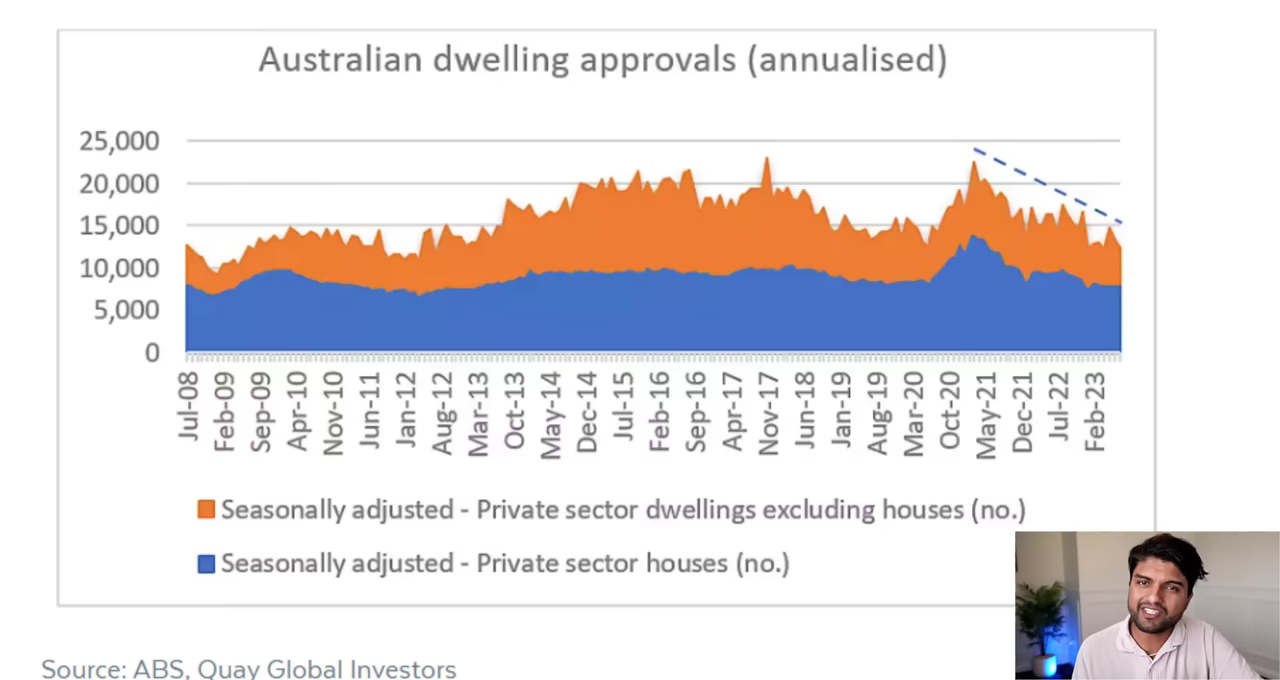 Australian dwelling approvals (annualised)
25,000
20,000
15,000
10,000
5,000
0
Jul-08
Feb-09
Sep-09
Apr-10
Nov-10
Jun-11
Jan-12
Aug-12
Mar-13
Oct-13
May-14
Dec-14
Jul-15
Feb-16
Sep-16
Apr-17
Nov-17
Jun-18
Jan-19
Aug-19
Mar-20
Oct-20
May-21
Dec-21
Jul-22
Feb-23
Seasonally adjusted - Private sector dwellings excluding houses (no.)
Seasonally adjusted - Private sector houses (no.)
Source: ABS, Quay Global Investors